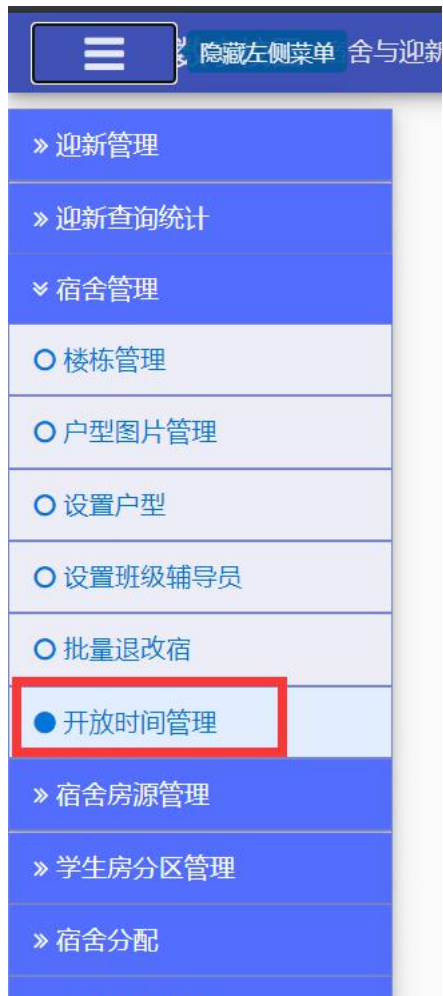 隐藏左侧菜单 舍与迎新
» 迎新管理
» 迎新查询统计
宿舍管理
楼栋管理
户型图片管理
设置户型
设置班级辅导员
批量退改宿
开放时间管理
» 宿舍房源管理
» 学生房分区管理
» 宿舍分配